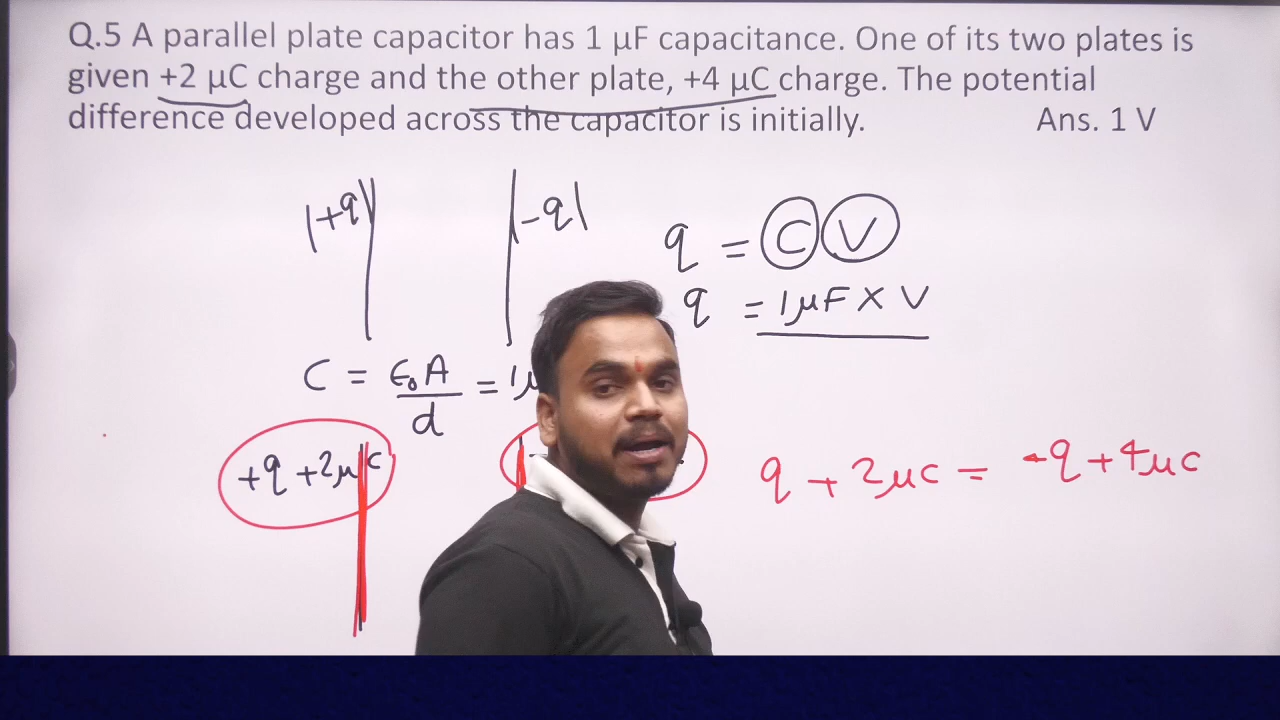 Q.5 A parallel plate capacitor has 1 μF capacitance. One of its two plates is
given +2 μC charge and the other plate, +4 μC charge. The potential
difference developed across the capacitor is initially. Ans. 1 V
|+q| |-q|
q = C V
q = 1μF X V
C = ε₀A/d = 1μ
+q +2μc
q + 2μc = -q + 4μc